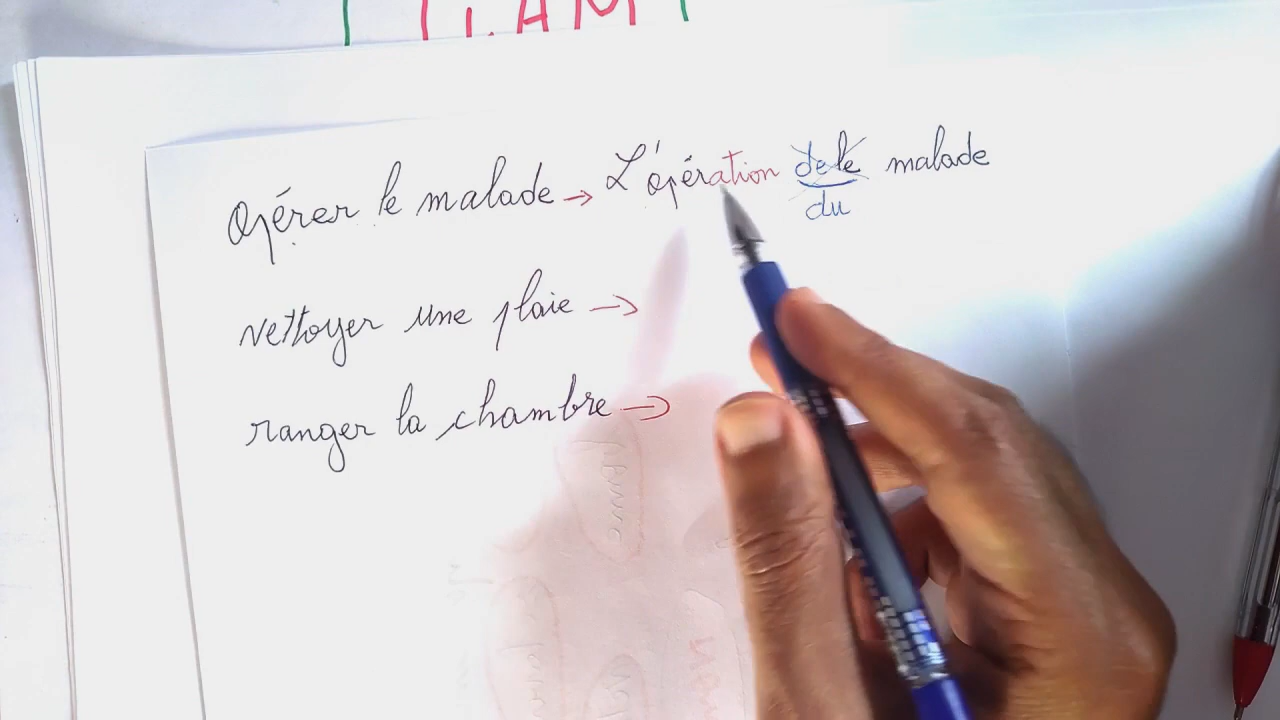 Opérer le malade → L'opération de le malade
du
nettoyer une plaie →
ranger la chambre →